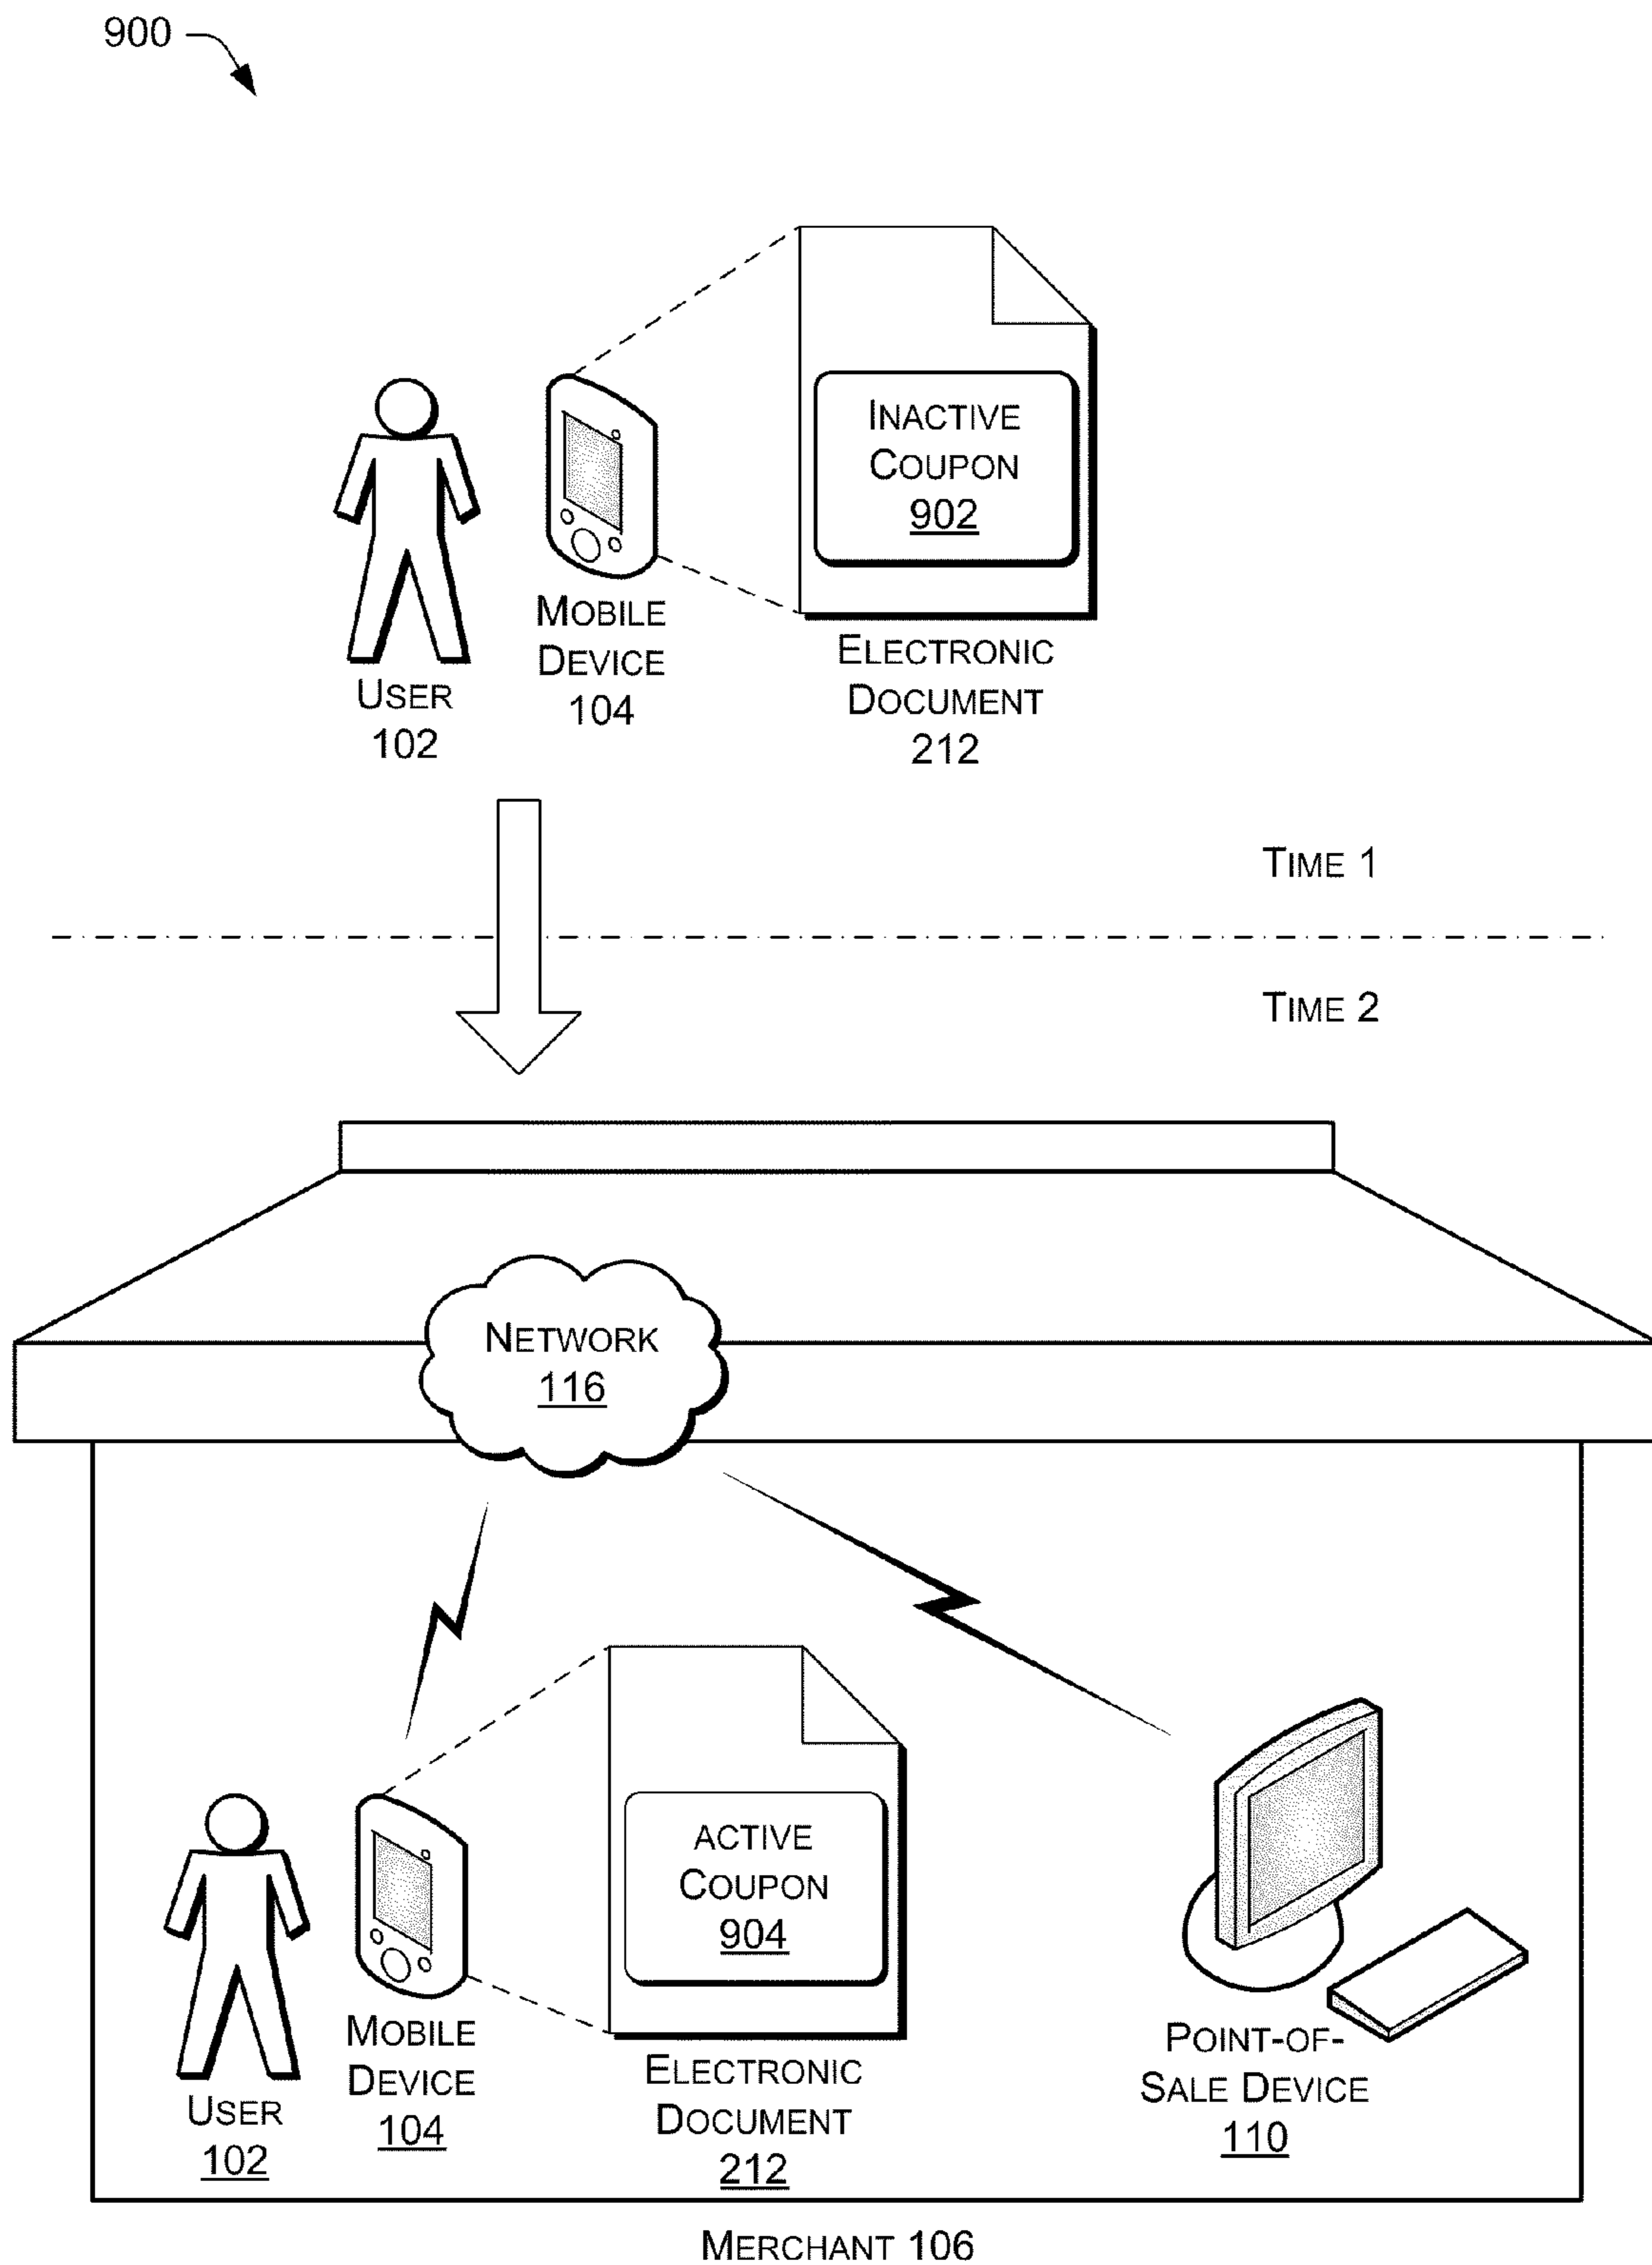 900
INACTIVE
COUPON
902
MOBILE
DEVICE
104
USER
102
ELECTRONIC
DOCUMENT
212
TIME 1
TIME 2
NETWORK
116
ACTIVE
COUPON
904
MOBILE
DEVICE
104
USER
102
ELECTRONIC
DOCUMENT
212
POINT-OF-
SALE DEVICE
110
MERCHANT 106